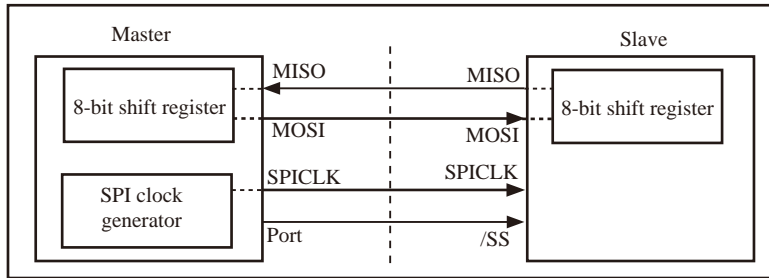 Master
Slave
MISO
MISO
8-bit shift register
8-bit shift register
MOSI
MOSI
SPICLK
SPICLK
SPI clock
generator
Port
/SS